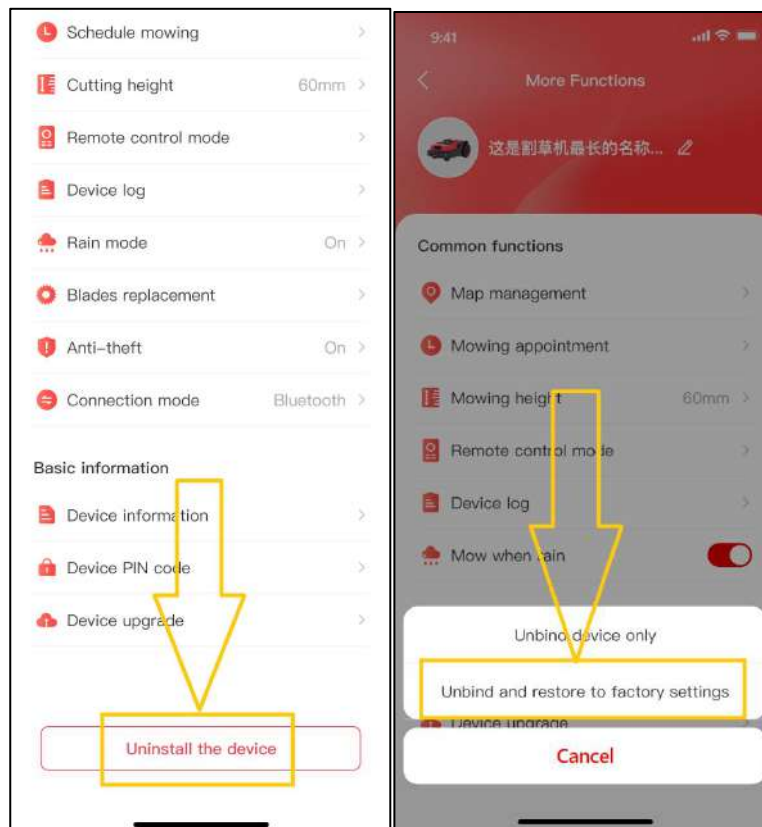 Schedule mowing
Cutting height 60mm
Remote control mode
Device log
Rain mode On
Blades replacement
Anti-theft On
Connection mode Bluetooth
Basic information
Device information
Device PIN code
Device upgrade
Uninstall the device
9:41
More Functions
这是割草机最长的名称...
Common functions
Map management
Mowing appointment
Mowing height 60mm
Remote control mode
Device log
Mow when rain
Unbind device only
Unbind and restore to factory settings
Device upgrade
Cancel